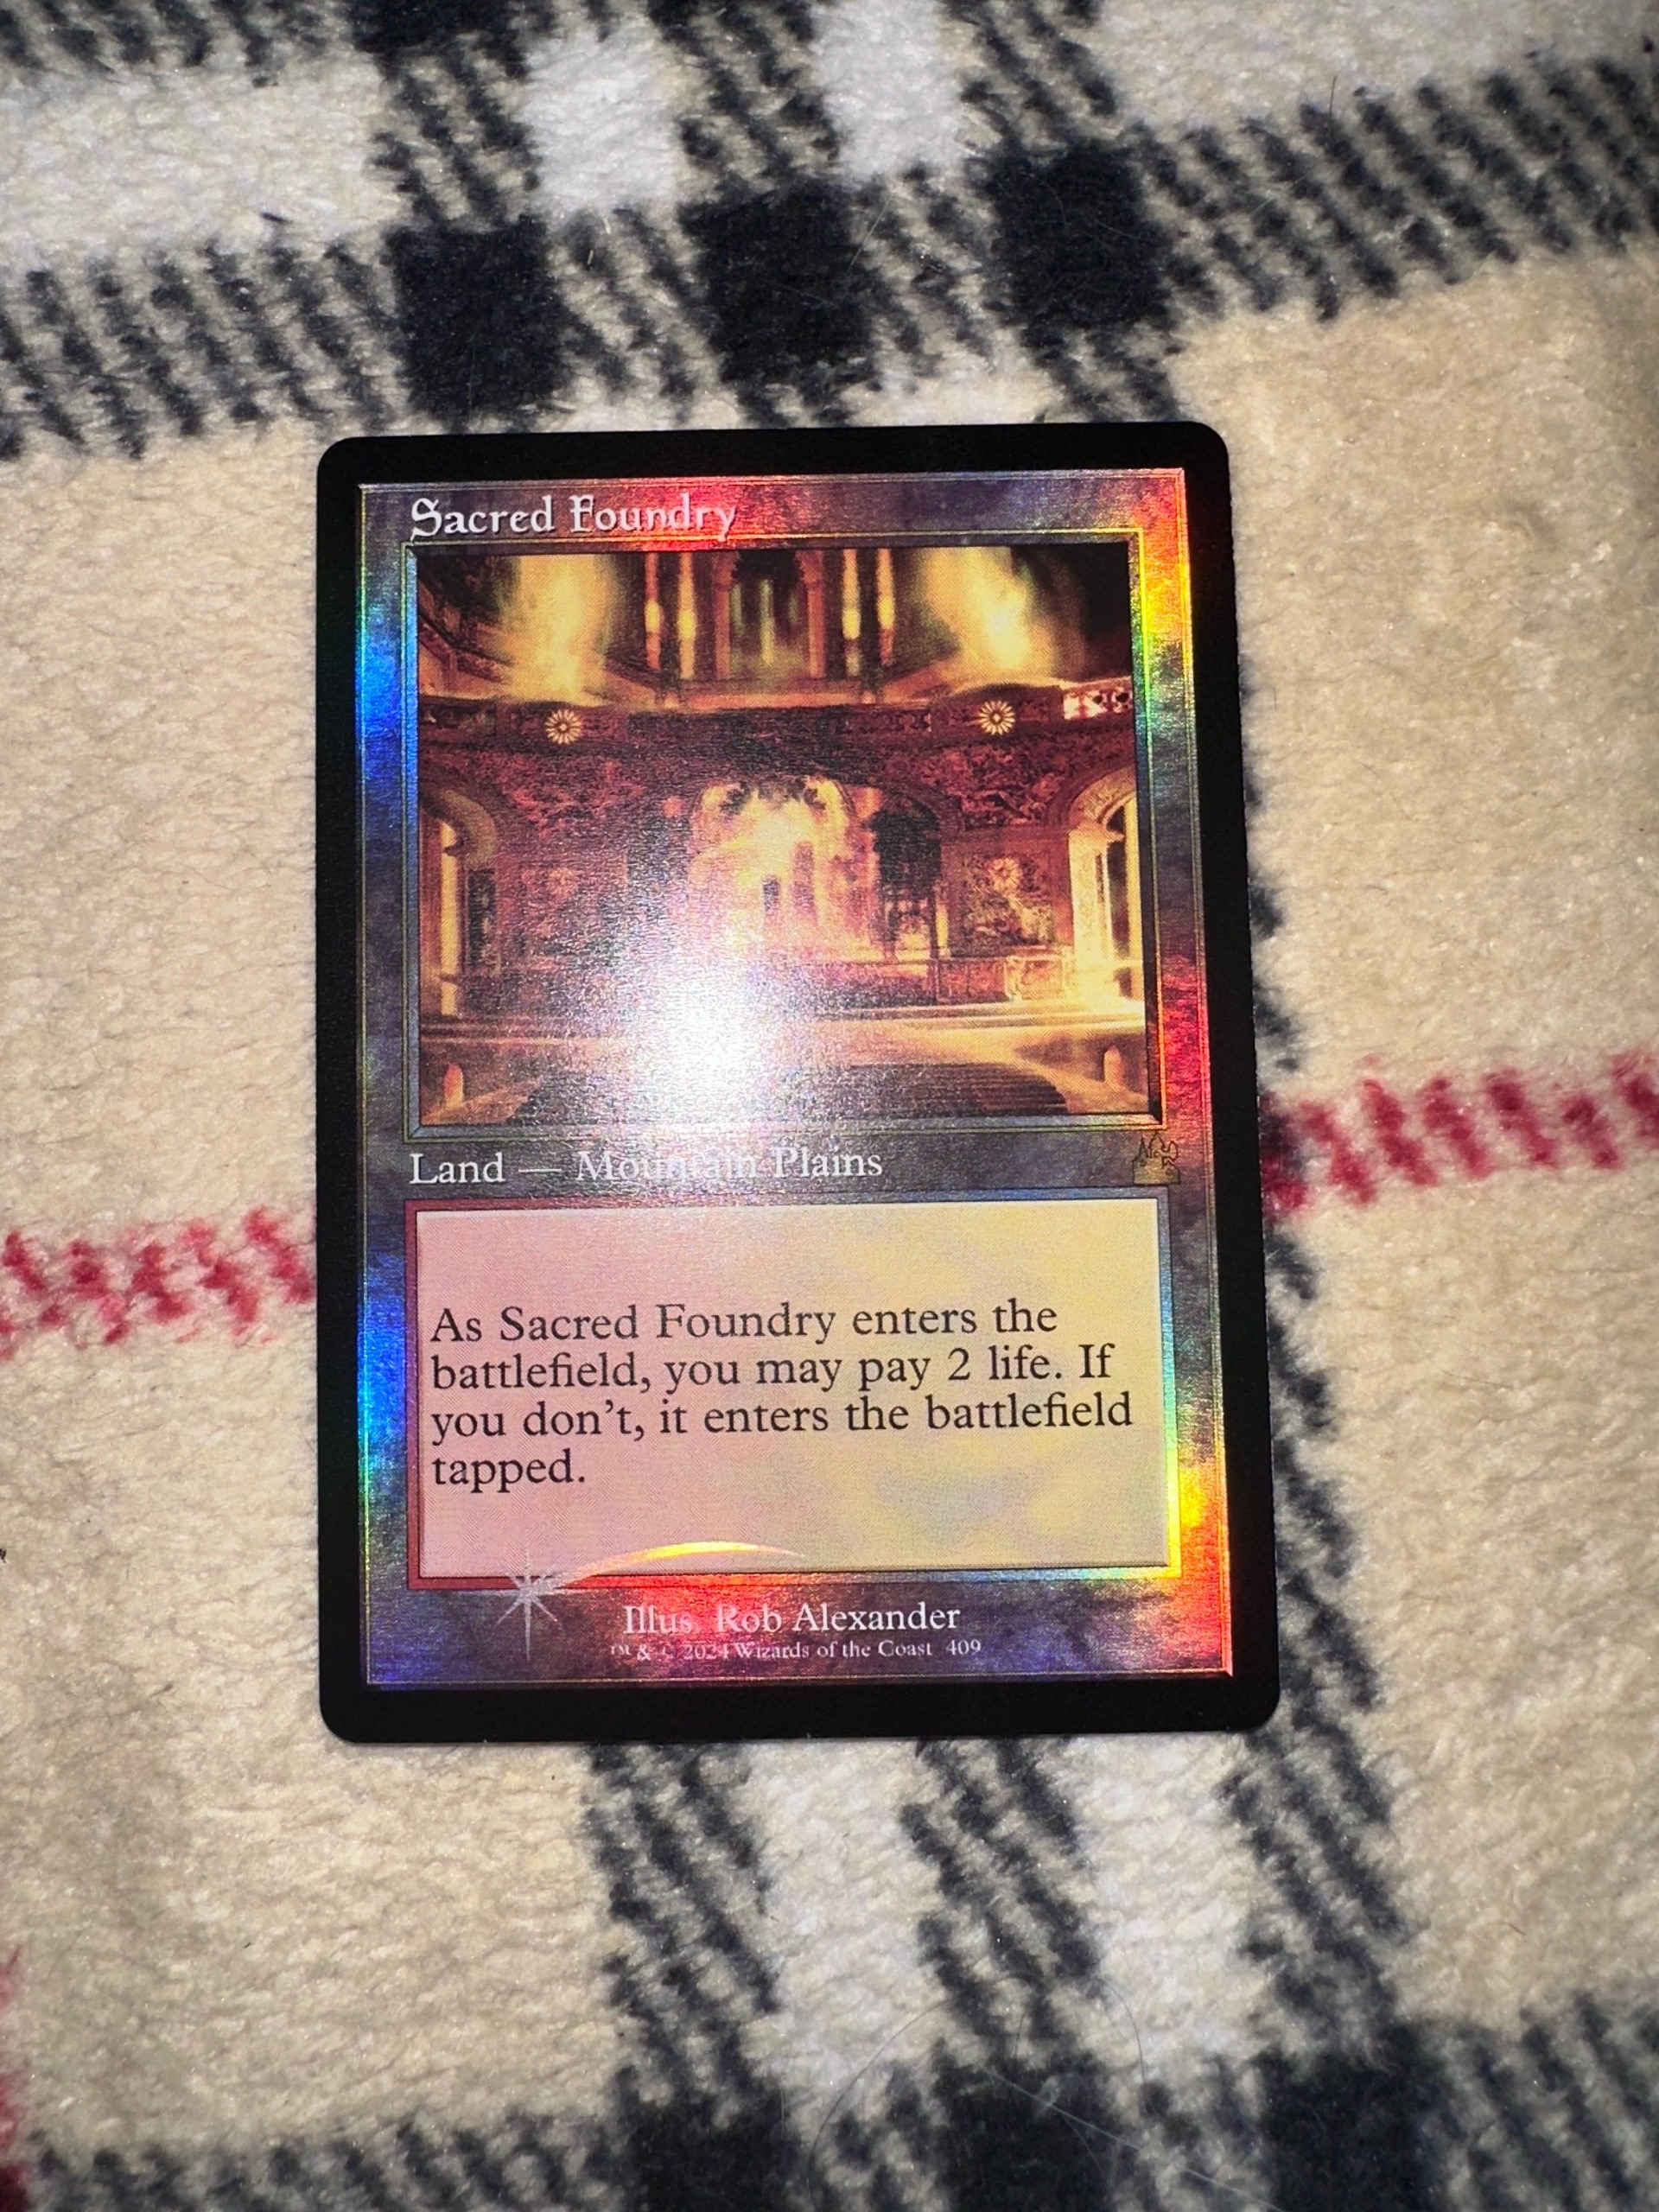 Sacred Foundry
Land — Mountain Plains
As Sacred Foundry enters the
battlefield, you may pay 2 life. If
you don't, it enters the battlefield
tapped.
Illus. Rob Alexander
™ & © 2024 Wizards of the Coast 409